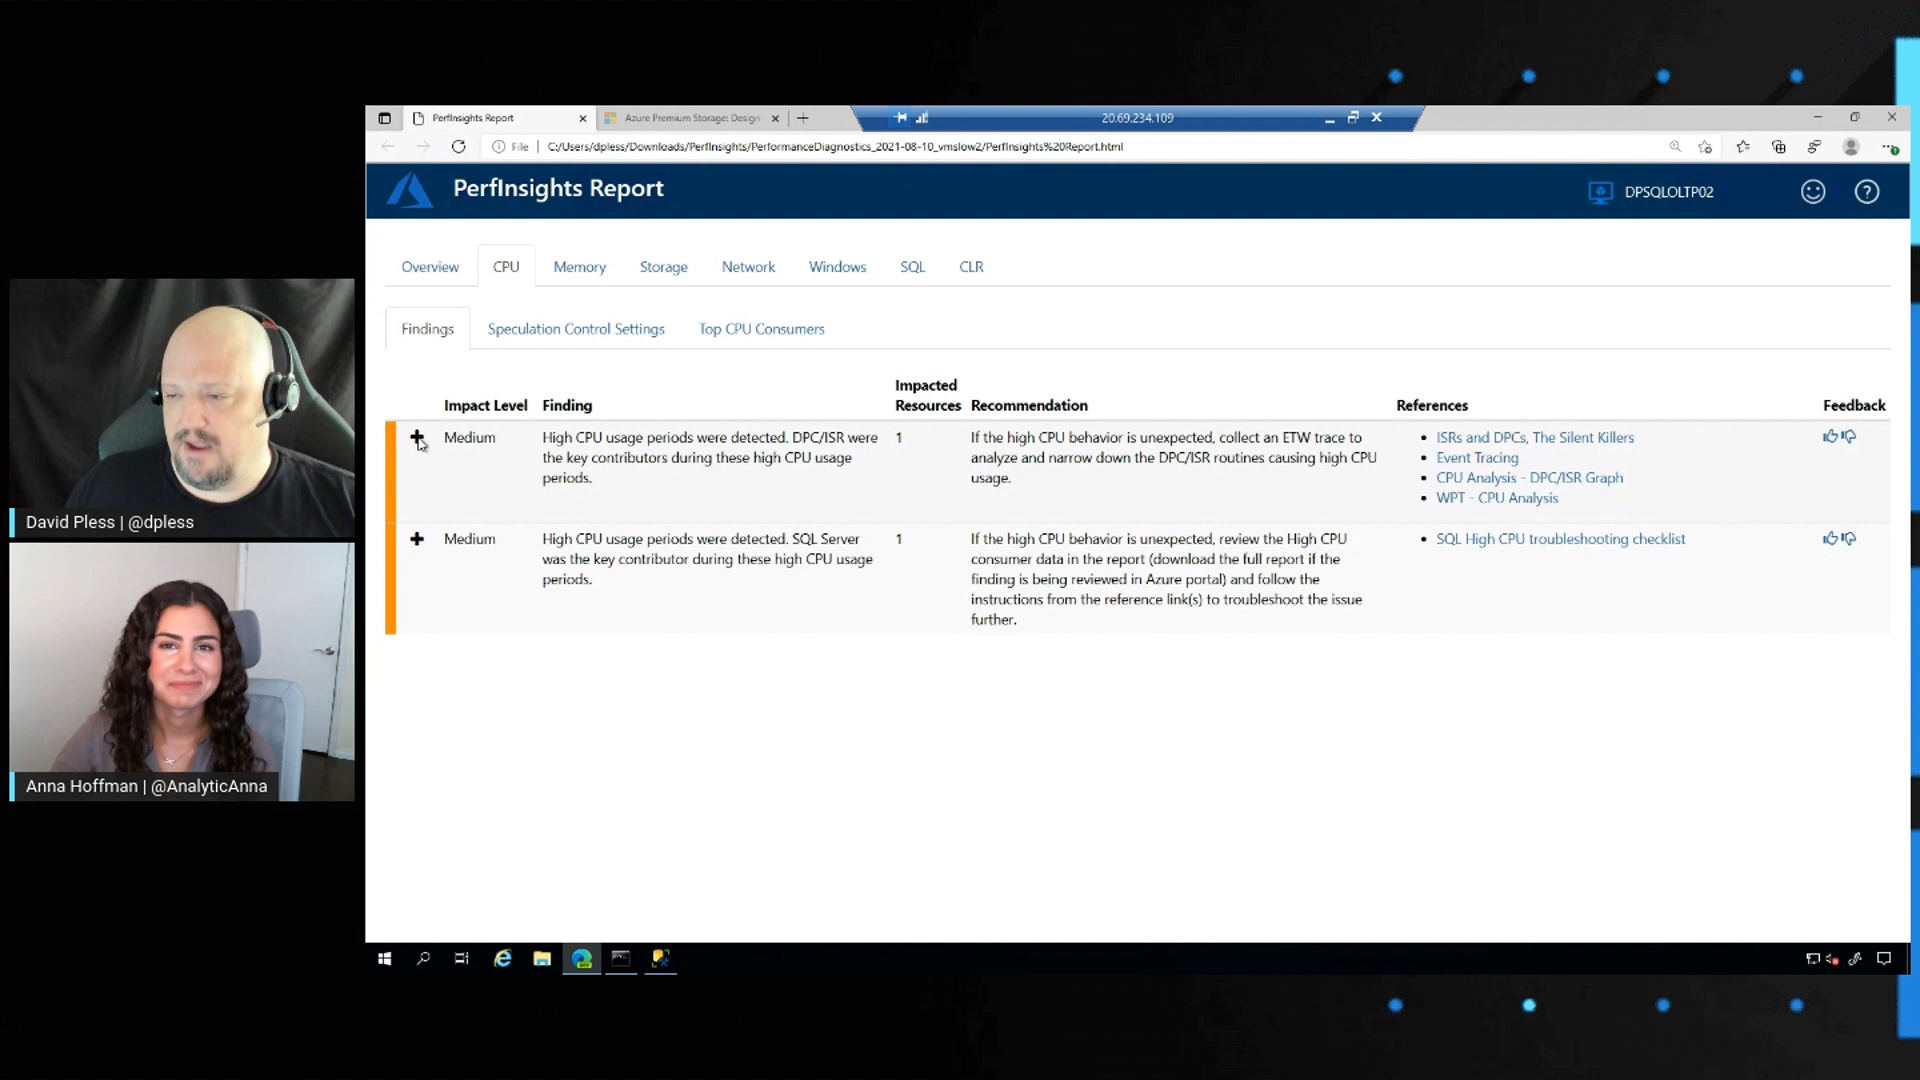 PerfInsights Report
Azure Premium Storage: Design
20.69.234.109
File
C:/Users/dpless/Downloads/PerfInsights/PerformanceDiagnostics_2021-08-10_vmslow2/PerfInsights%20Report.html
PerfInsights Report
DPSQLOLTP02
Overview
CPU
Memory
Storage
Network
Windows
SQL
CLR
Findings
Speculation Control Settings
Top CPU Consumers
Impact Level
Finding
Impacted
Resources
Recommendation
References
Feedback
Medium
High CPU usage periods were detected. DPC/ISR were
the key contributors during these high CPU usage
periods.
1
If the high CPU behavior is unexpected, collect an ETW trace to
analyze and narrow down the DPC/ISR routines causing high CPU
usage.
ISRs and DPCs, The Silent Killers
Event Tracing
CPU Analysis - DPC/ISR Graph
WPT - CPU Analysis
Medium
High CPU usage periods were detected. SQL Server
was the key contributor during these high CPU usage
periods.
1
If the high CPU behavior is unexpected, review the High CPU
consumer data in the report (download the full report if the
finding is being reviewed in Azure portal) and follow the
instructions from the reference link(s) to troubleshoot the issue
further.
SQL High CPU troubleshooting checklist
David Pless | @dpless
Anna Hoffman | @AnalyticAnna